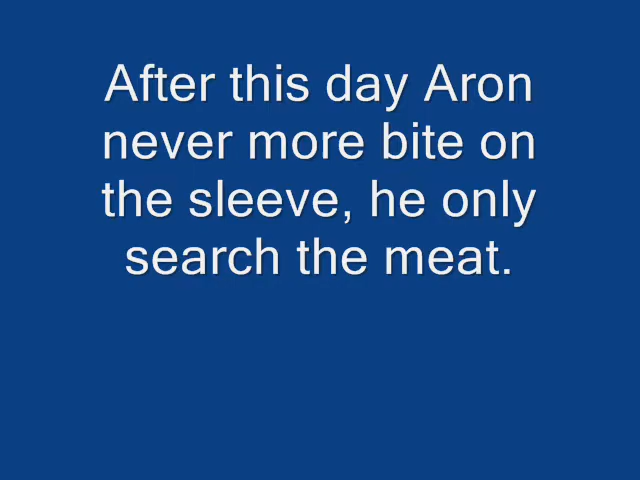 After this day Aron
never more bite on
the sleeve, he only
search the meat.